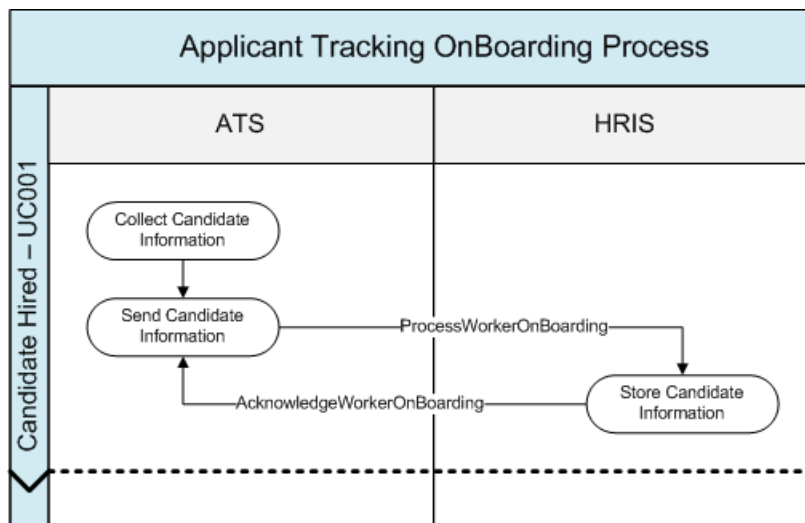 Applicant Tracking OnBoarding Process
ATS
HRIS
Candidate Hired – UC001
Collect Candidate
Information
Send Candidate
Information
ProcessWorkerOnBoarding
AcknowledgeWorkerOnBoarding
Store Candidate
Information